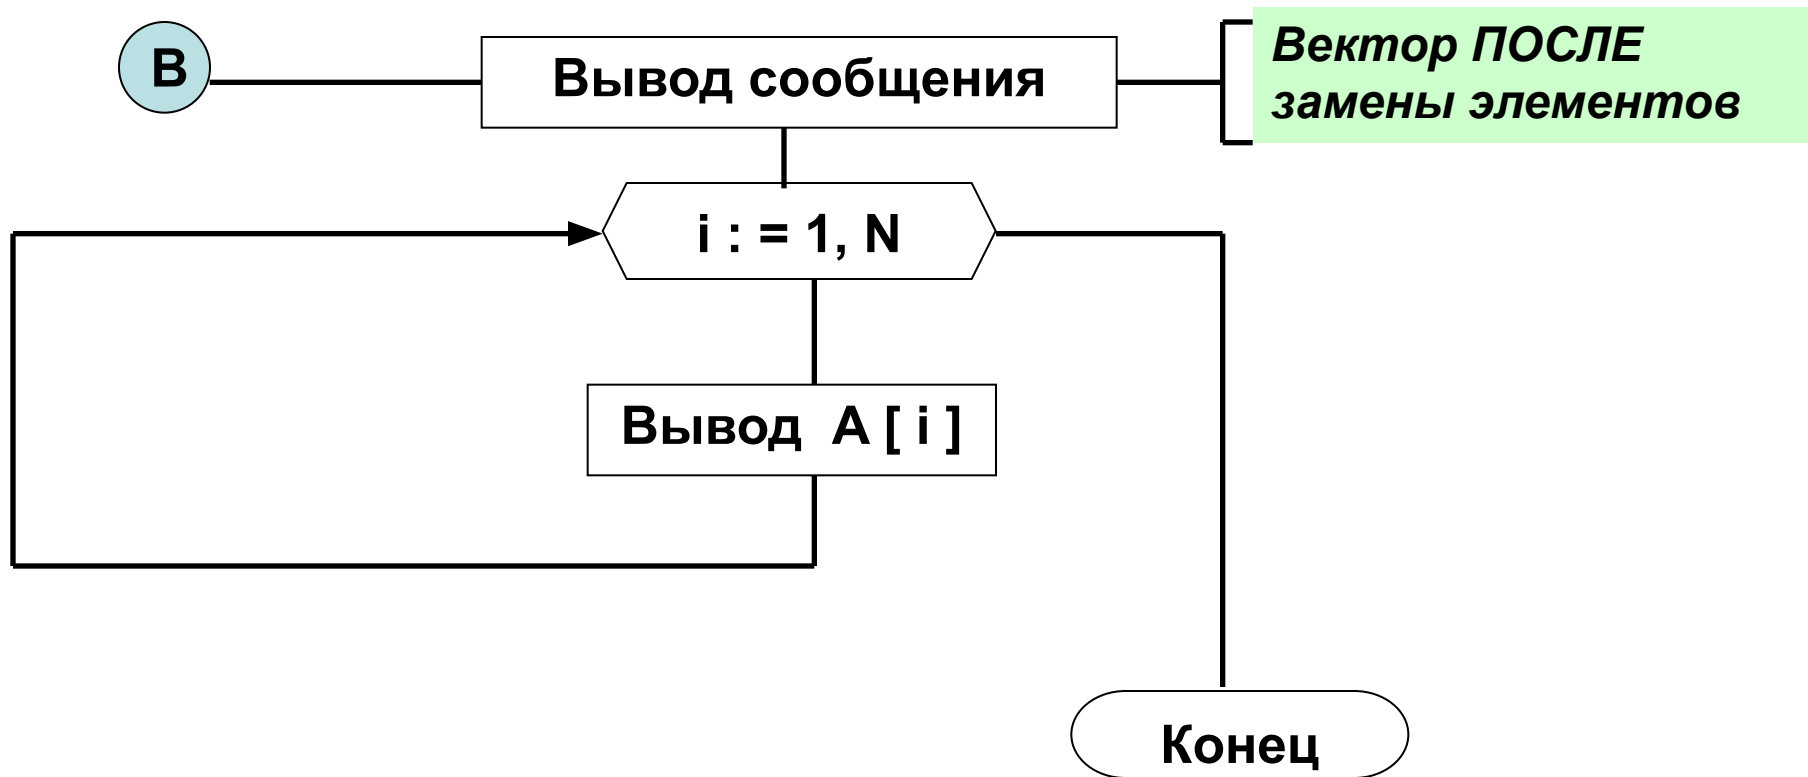 В
Вывод сообщения
Вектор ПОСЛЕ
замены элементов
i : = 1, N
Вывод A [ i ]
Конец